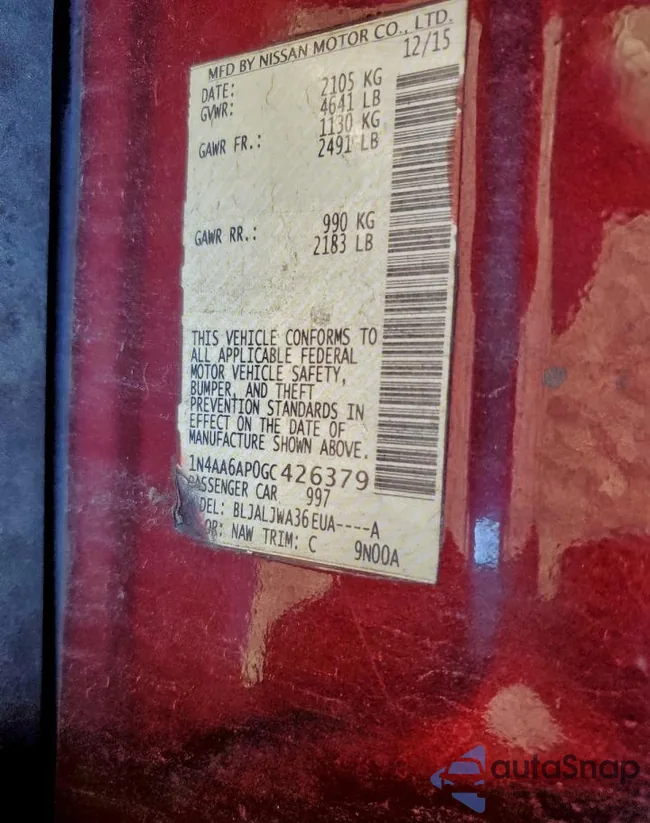 MFD BY NISSAN MOTOR CO., LTD.
DATE: 12/15
GVWR: 2105 KG
4641 LB
GAWR FR.: 1130 KG
2491 LB
GAWR RR.: 990 KG
2183 LB
THIS VEHICLE CONFORMS TO
ALL APPLICABLE FEDERAL
MOTOR VEHICLE SAFETY,
BUMPER, AND THEFT
PREVENTION STANDARDS IN
EFFECT ON THE DATE OF
MANUFACTURE SHOWN ABOVE.
1N4AA6AP0GC426379
PASSENGER CAR 997
DEL: BLJALJWA36EUA----A
OR: NAW TRIM: C 9N00A
autoSnap